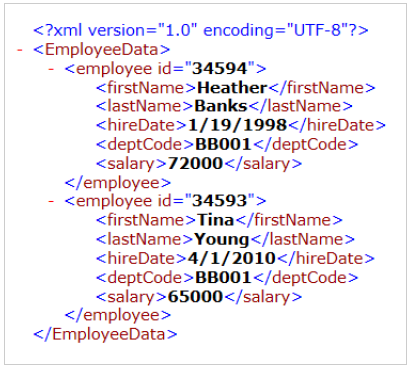 <?xml version="1.0" encoding="UTF-8"?>
- <EmployeeData>
- <employee id="34594">
<firstName>Heather</firstName>
<lastName>Banks</lastName>
<hireDate>1/19/1998</hireDate>
<deptCode>BB001</deptCode>
<salary>72000</salary>
</employee>
- <employee id="34593">
<firstName>Tina</firstName>
<lastName>Young</lastName>
<hireDate>4/1/2010</hireDate>
<deptCode>BB001</deptCode>
<salary>65000</salary>
</employee>
</EmployeeData>